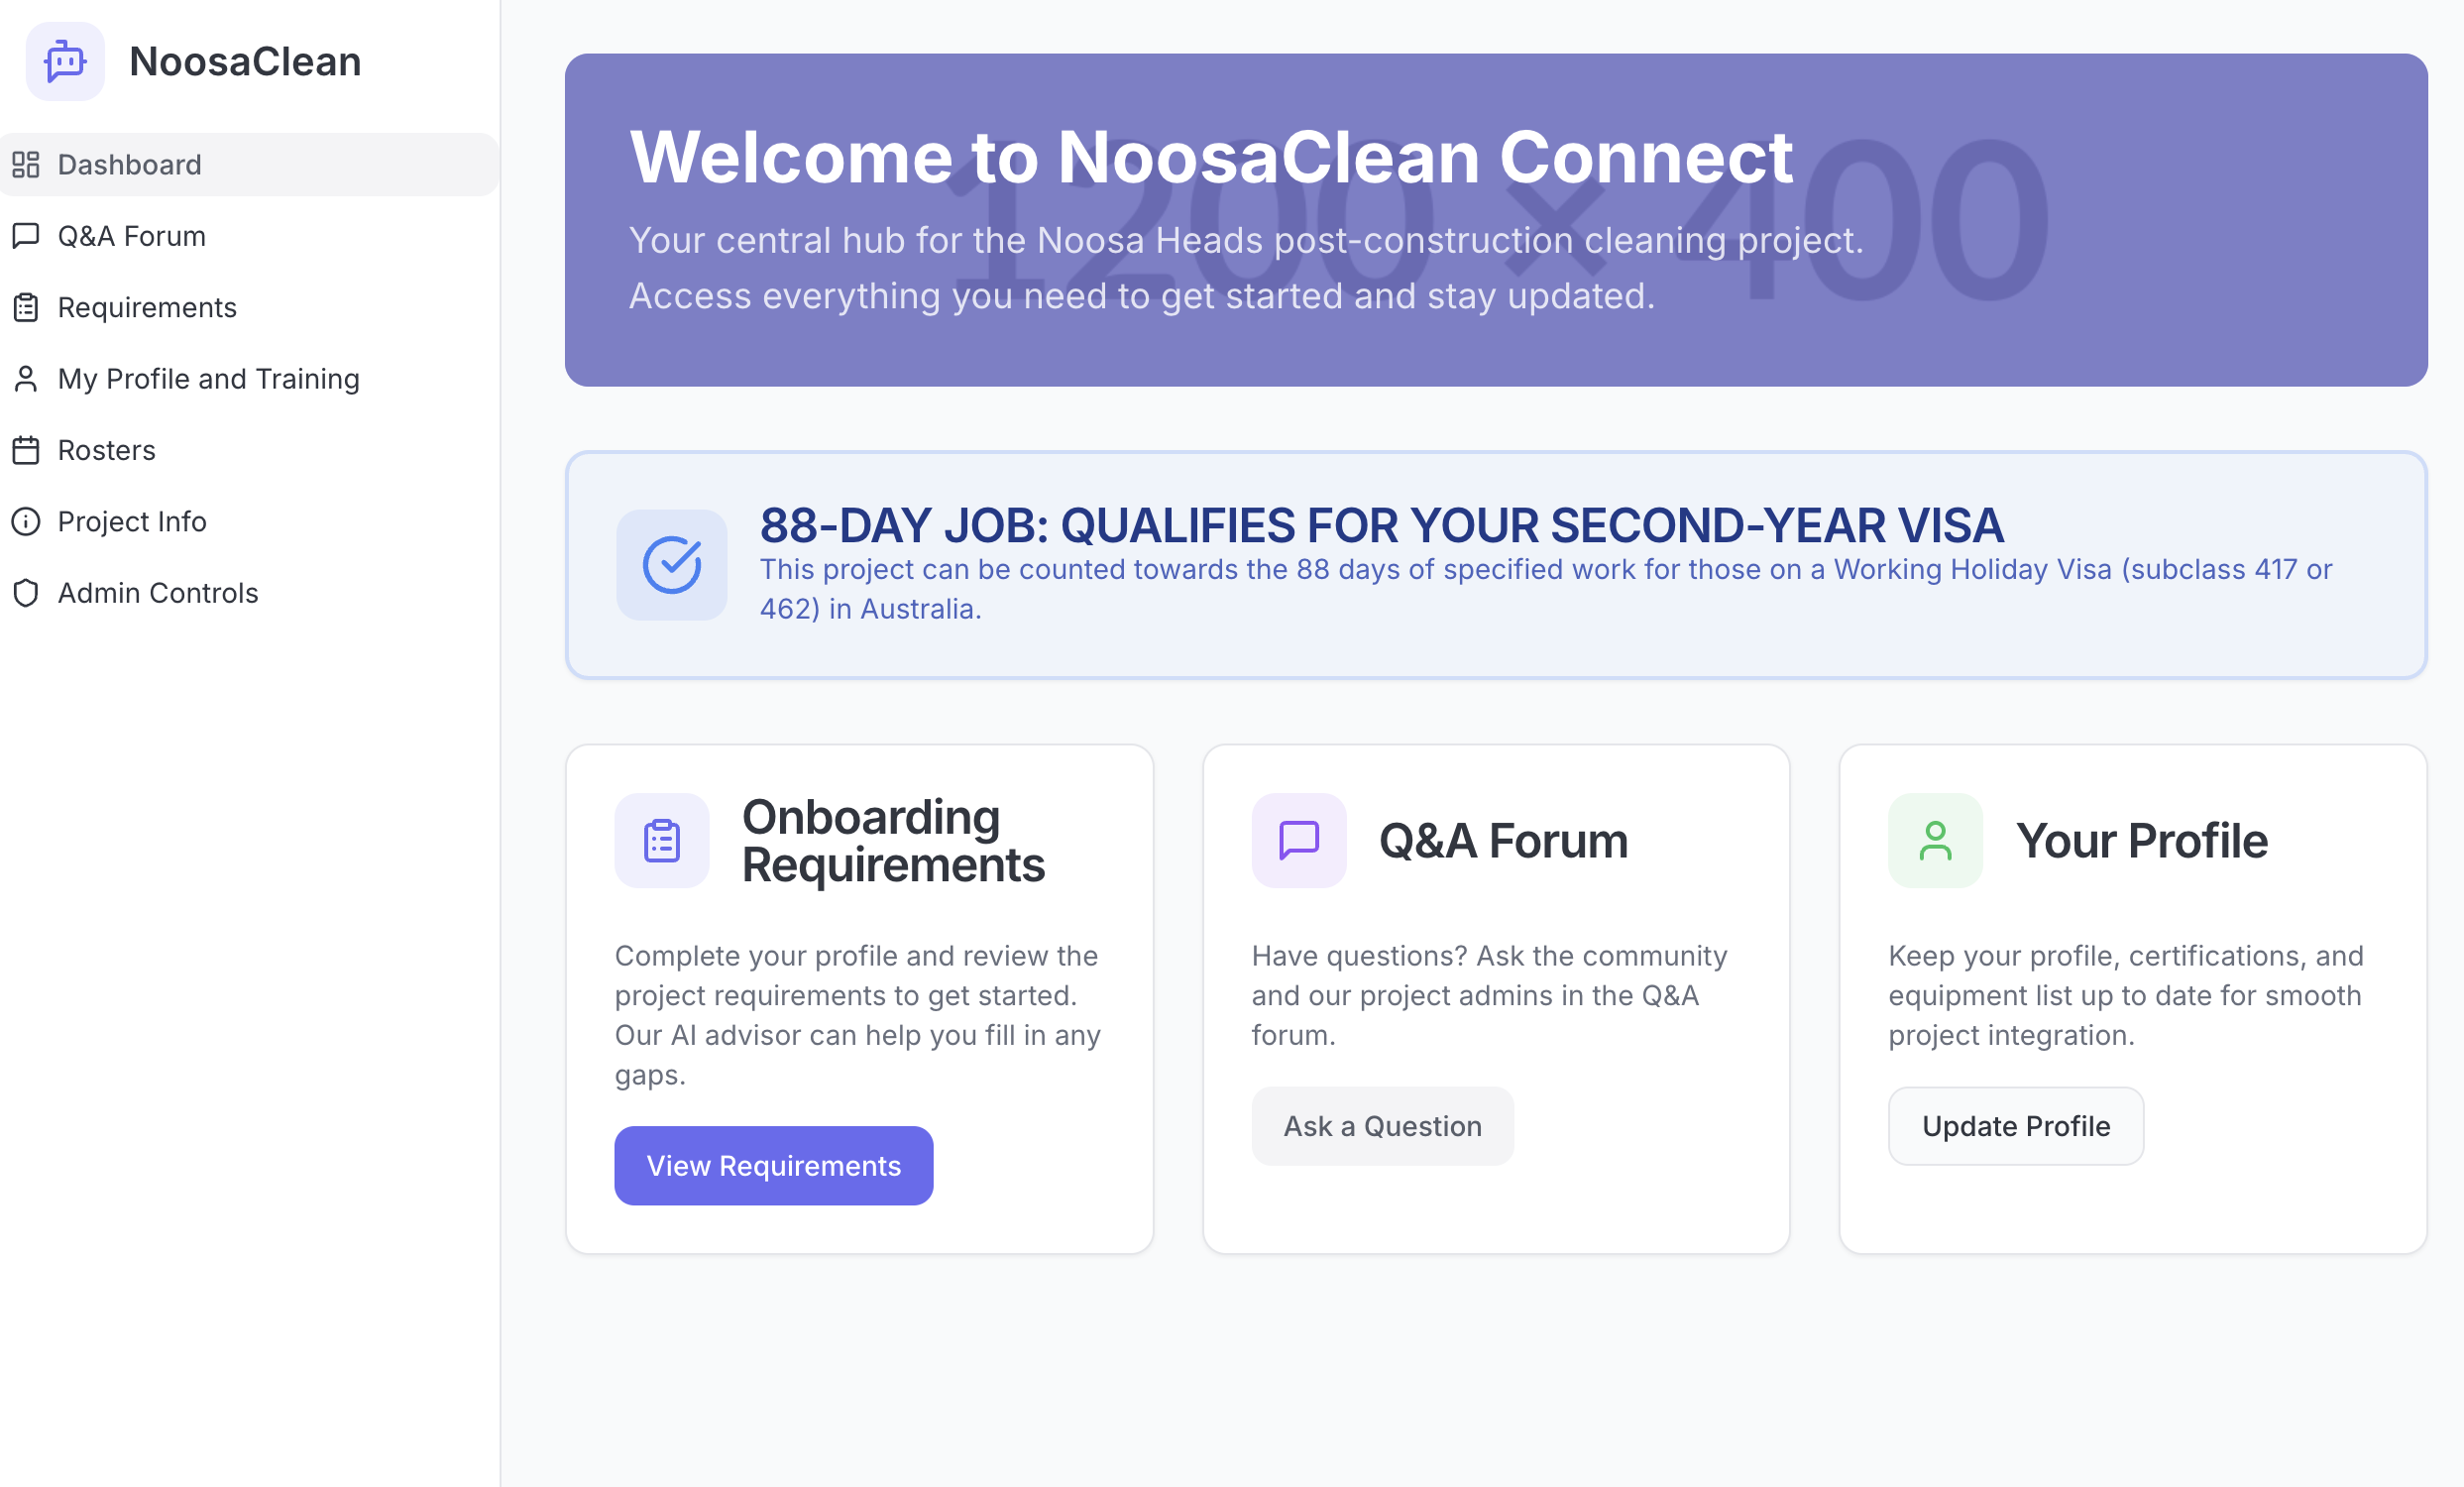 NoosaClean
Dashboard
Q&A Forum
Requirements
My Profile and Training
Rosters
Project Info
Admin Controls
1200 × 400
Welcome to NoosaClean Connect
Your central hub for the Noosa Heads post-construction cleaning project.
Access everything you need to get started and stay updated.
88-DAY JOB: QUALIFIES FOR YOUR SECOND-YEAR VISA
This project can be counted towards the 88 days of specified work for those on a Working Holiday Visa (subclass 417 or
462) in Australia.
Onboarding
Requirements
Complete your profile and review the
project requirements to get started.
Our AI advisor can help you fill in any
gaps.
View Requirements
Q&A Forum
Have questions? Ask the community
and our project admins in the Q&A
forum.
Ask a Question
Your Profile
Keep your profile, certifications, and
equipment list up to date for smooth
project integration.
Update Profile